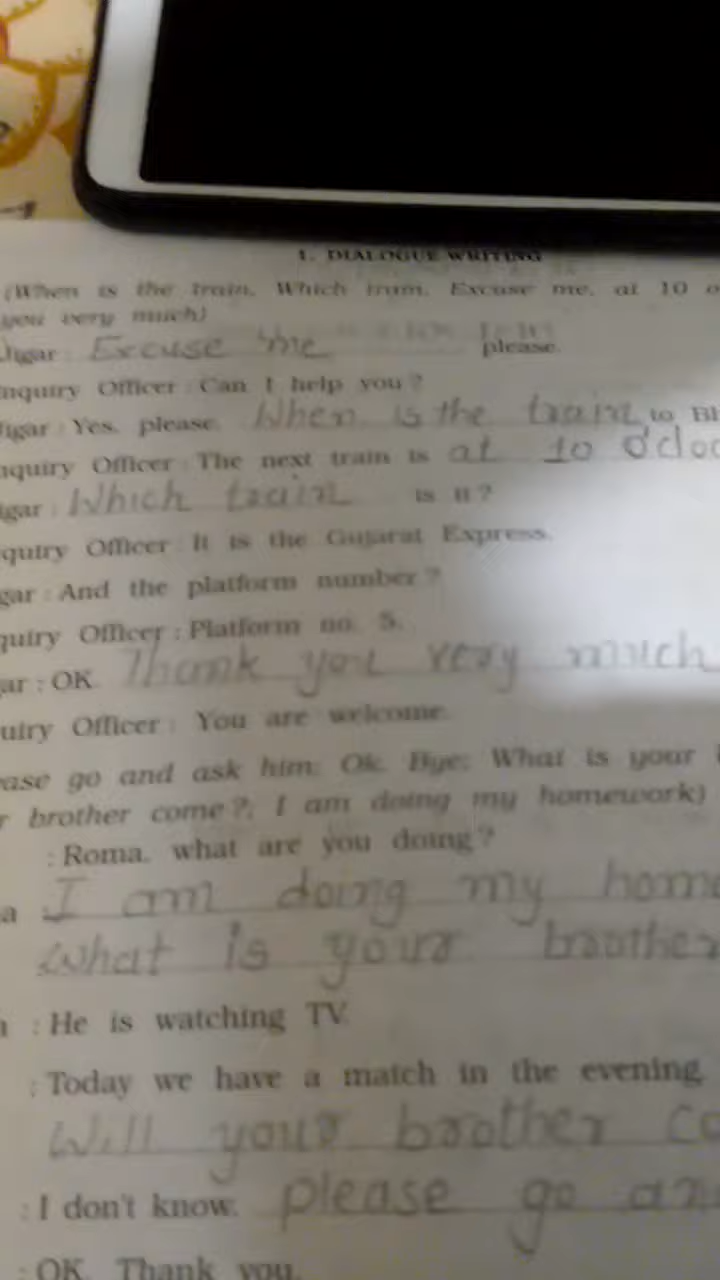 1. DIALOGUE WRITING
(When is the train, Which train, Excuse me, at 10 o
you very much)
Jigar : Excuse me please.
nquiry Officer : Can I help you?
igar : Yes, please. When is the train to Bl
nquiry Officer : The next train is at 10 o'cloc
igar : Which train is it?
quiry Officer : It is the Gujarat Express.
gar : And the platform number?
quiry Officer : Platform no. 5.
ar : OK. Thank you very much
uiry Officer : You are welcome.
ease go and ask him; Ok. Bye; What is your
r brother come?; I am doing my homework)
: Roma, what are you doing?
a I am doing my home
What is your brother
: He is watching TV.
: Today we have a match in the evening.
Will your brother co
: I don't know. please go an
: OK. Thank you.